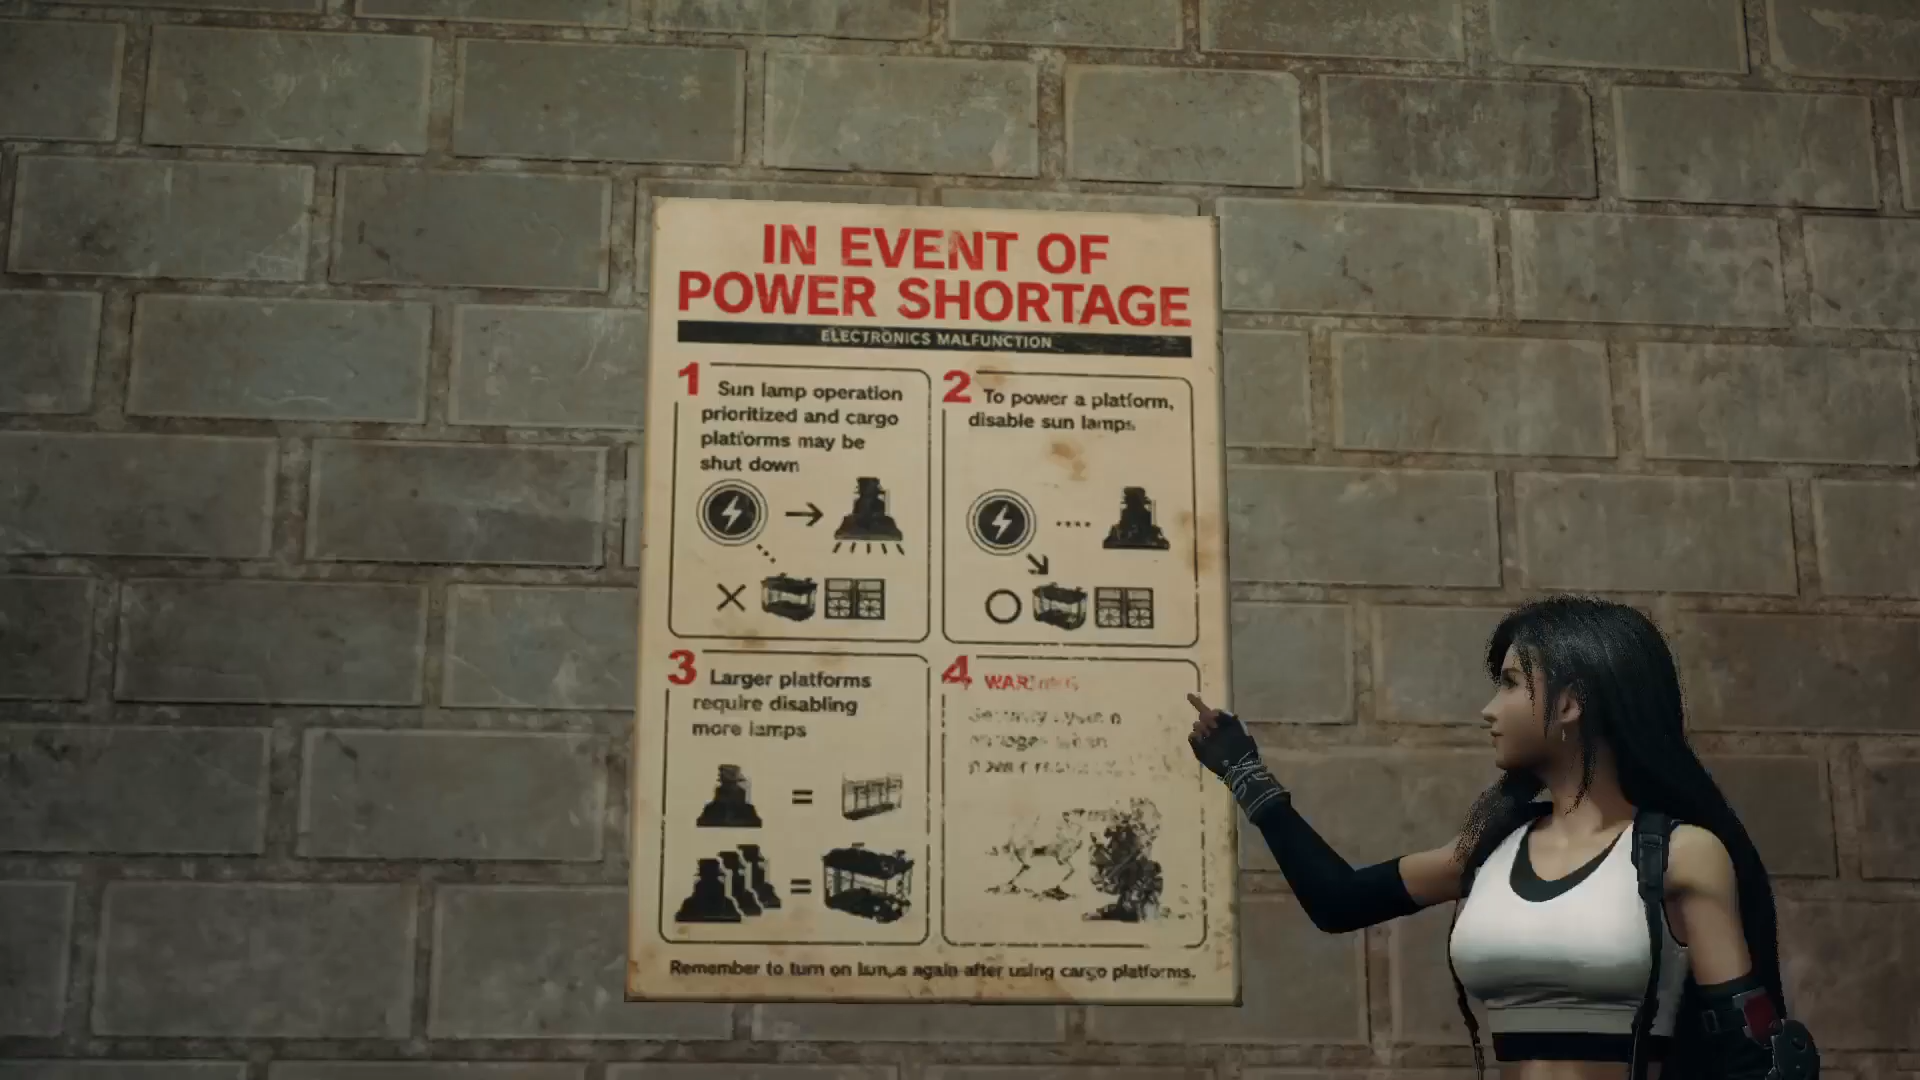 IN EVENT OF
POWER SHORTAGE
ELECTRONICS MALFUNCTION
1 Sun lamp operation
prioritized and cargo
platforms may be
shut down
2 To power a platform,
disable sun lamps
3 Larger platforms
require disabling
more lamps
4
Remember to turn on lamps again after using cargo platforms.